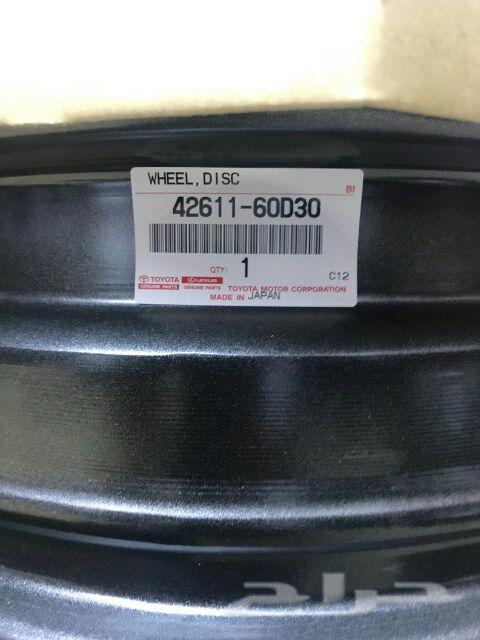 WHEEL, DISC
B1
42611-60D30
QTY: 1
C12
TOYOTA LEXUS
GENUINE PARTS GENUINE PARTS TOYOTA MOTOR CORPORATION
MADE IN JAPAN
حراج